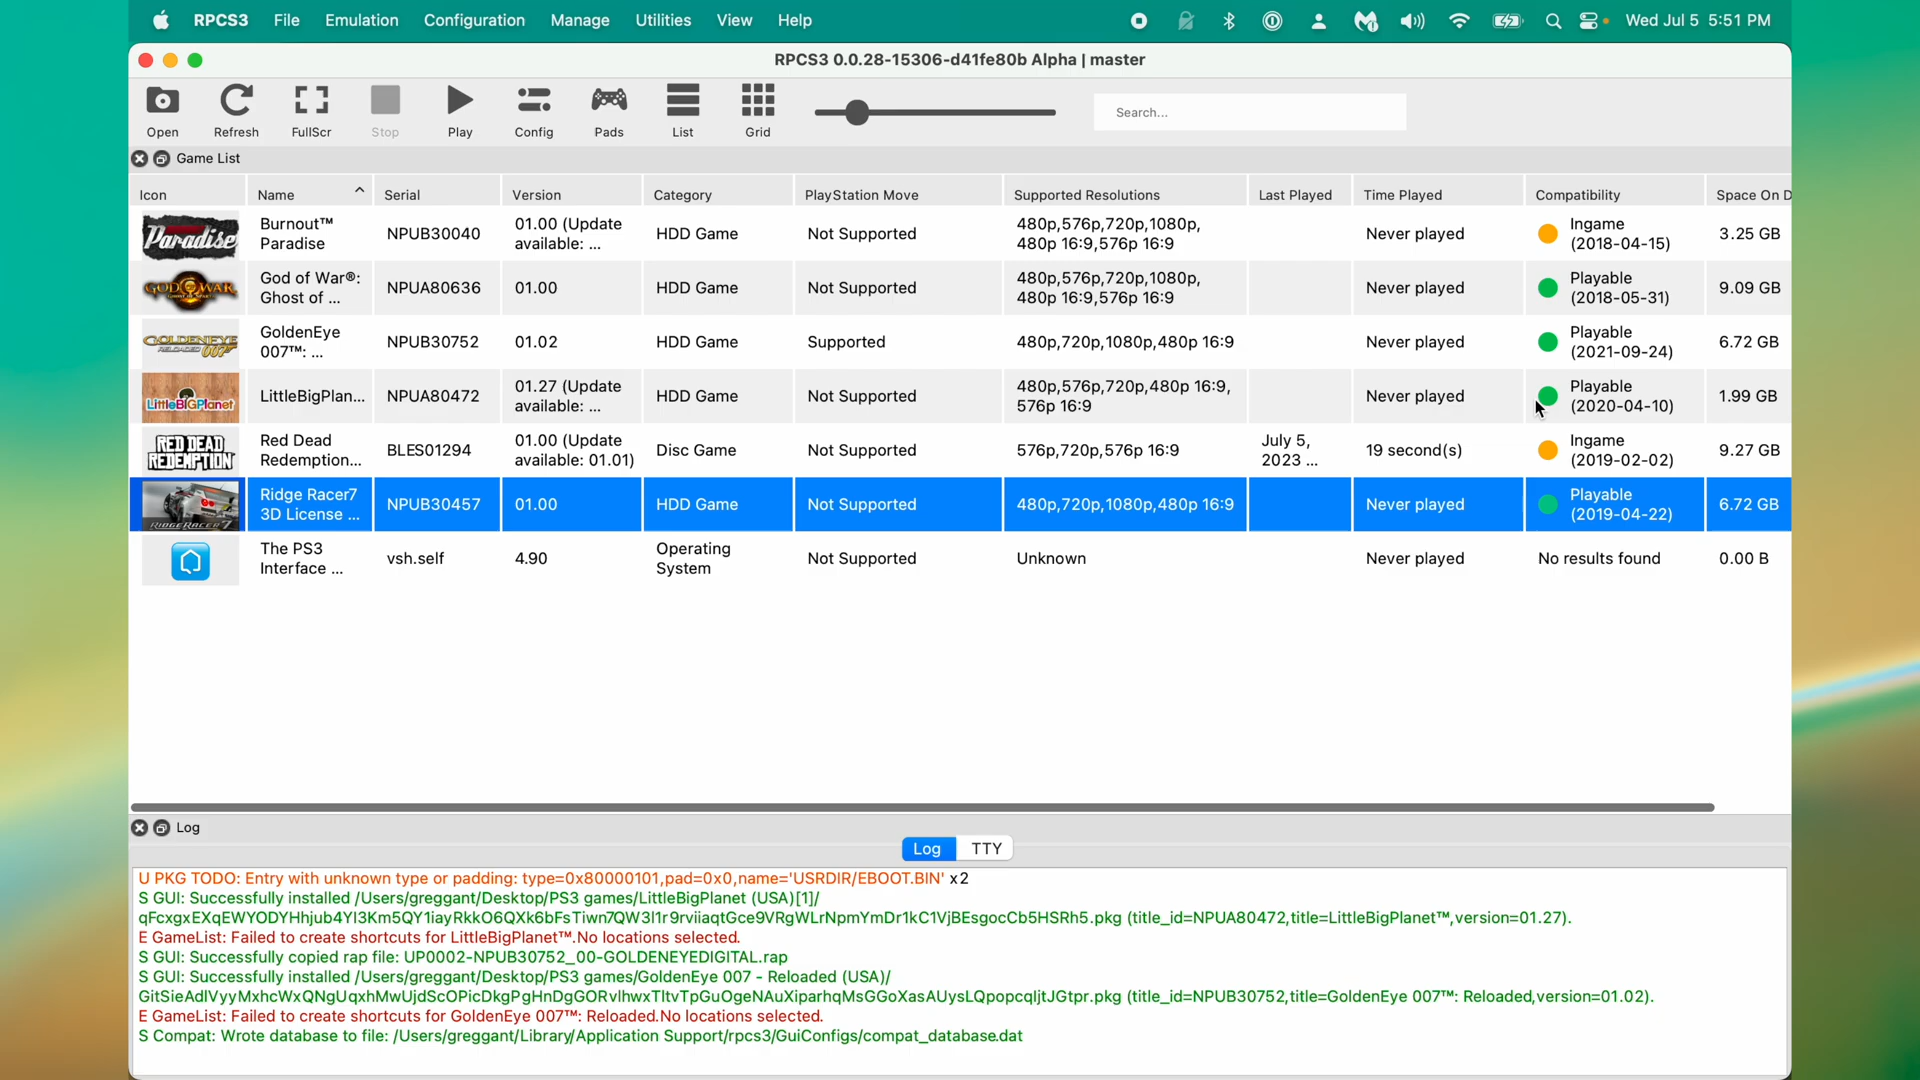 RPCS3 File Emulation Configuration Manage Utilities View Help Wed Jul 5 5:51 PM
RPCS3 0.0.28-15306-d41fe80b Alpha | master
Open Refresh FullScr Stop Play Config Pads List Grid Search...
Game List
Icon Name Serial Version Category PlayStation Move Supported Resolutions Last Played Time Played Compatibility Space On D
Paradise
Burnout™
Paradise
NPUB30040
01.00 (Update
available: ...
HDD Game
Not Supported
480p,576p,720p,1080p,
480p 16:9,576p 16:9
Never played
Ingame
(2018-04-15)
3.25 GB
GOD WAR
God of War®:
Ghost of ...
NPUA80636
01.00
HDD Game
Not Supported
480p,576p,720p,1080p,
480p 16:9,576p 16:9
Never played
Playable
(2018-05-31)
9.09 GB
GOLDENEYE
RELOADED 007
GoldenEye
007™: ...
NPUB30752
01.02
HDD Game
Supported
480p,720p,1080p,480p 16:9
Never played
Playable
(2021-09-24)
6.72 GB
LittleBIGPlanet
LittleBigPlan...
NPUA80472
01.27 (Update
available: ...
HDD Game
Not Supported
480p,576p,720p,480p 16:9,
576p 16:9
Never played
Playable
(2020-04-10)
1.99 GB
RED DEAD
REDEMPTION
Red Dead
Redemption...
BLES01294
01.00 (Update
available: 01.01)
Disc Game
Not Supported
576p,720p,576p 16:9
July 5,
2023 ...
19 second(s)
Ingame
(2019-02-02)
9.27 GB
RIDGE RACER 7
Ridge Racer7
3D License ...
NPUB30457
01.00
HDD Game
Not Supported
480p,720p,1080p,480p 16:9
Never played
Playable
(2019-04-22)
6.72 GB
The PS3
Interface ...
vsh.self
4.90
Operating
System
Not Supported
Unknown
Never played
No results found
0.00 B
Log
Log TTY
U PKG TODO: Entry with unknown type or padding: type=0x80000101,pad=0x0,name='USRDIR/EBOOT.BIN' x2
S GUI: Successfully installed /Users/greggant/Desktop/PS3 games/LittleBigPlanet (USA)[1]/
qFcxgxEXqEWYODYHhjub4YI3Km5QY1iayRkkO6QXk6bFsTiwn7QW3l1r9rviiaqtGce9VRgWLrNpmYmDr1kC1VjBEsgocCb5HSRh5.pkg (title_id=NPUA80472,title=LittleBigPlanet™,version=01.27).
E GameList: Failed to create shortcuts for LittleBigPlanet™.No locations selected.
S GUI: Successfully copied rap file: UP0002-NPUB30752_00-GOLDENEYEDIGITAL.rap
S GUI: Successfully installed /Users/greggant/Desktop/PS3 games/GoldenEye 007 - Reloaded (USA)/
GitSieAdlVyyMxhcWxQNgUqxhMwUjdScOPicDkgPgHnDgGORvlhwxTltvTpGuOgeNAuXiparhqMsGGoXasAUysLQpopcqljtJGtpr.pkg (title_id=NPUB30752,title=GoldenEye 007™: Reloaded,version=01.02).
E GameList: Failed to create shortcuts for GoldenEye 007™: Reloaded.No locations selected.
S Compat: Wrote database to file: /Users/greggant/Library/Application Support/rpcs3/GuiConfigs/compat_database.dat